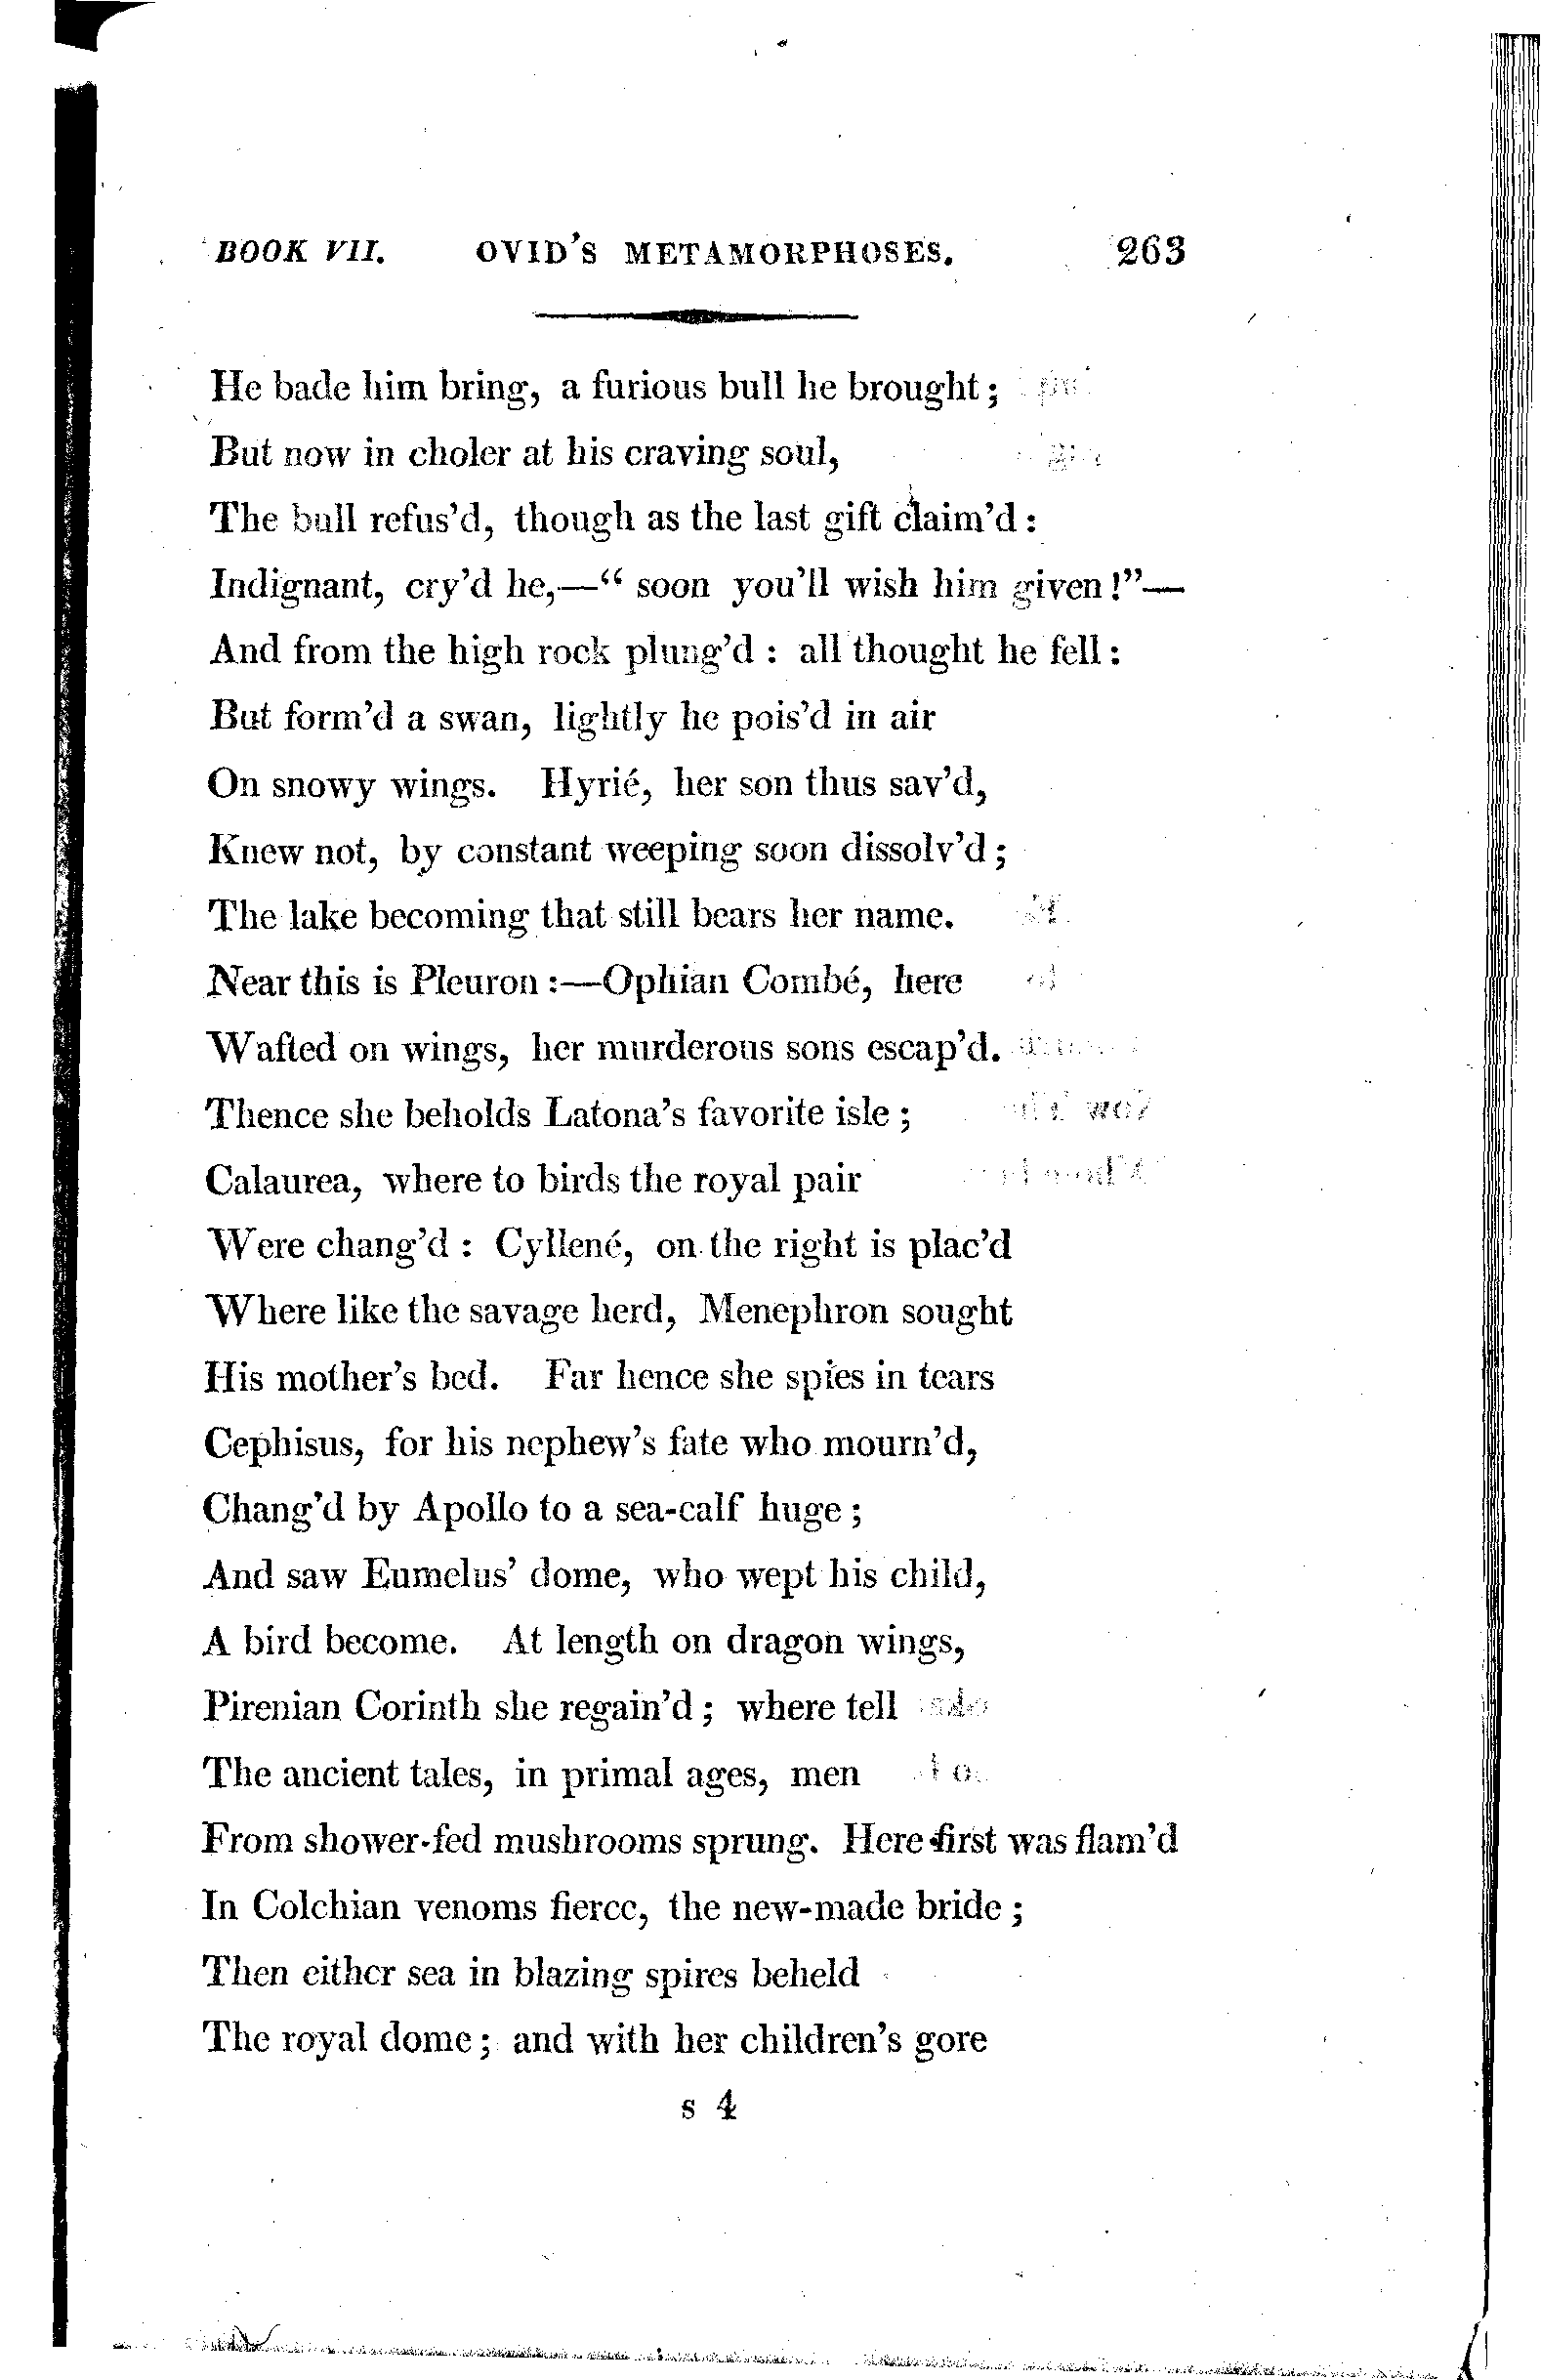 BOOK VII. OVID'S METAMORPHOSES. 263
He bade him bring, a furious bull he brought;
But now in choler at his craving soul,
The bull refus'd, though as the last gift claim'd:
Indignant, cry'd he,—“ soon you'll wish him given!”—
And from the high rock plung'd : all thought he fell:
But form'd a swan, lightly he pois'd in air
On snowy wings. Hyrié, her son thus sav'd,
Knew not, by constant weeping soon dissolv'd;
The lake becoming that still bears her name.
Near this is Pleuron :—Ophian Combé, here
Wafted on wings, her murderous sons escap'd.
Thence she beholds Latona's favorite isle;
Calaurea, where to birds the royal pair
Were chang'd : Cyllené, on the right is plac'd
Where like the savage herd, Menephron sought
His mother's bed. Far hence she spies in tears
Cephisus, for his nephew's fate who mourn'd,
Chang'd by Apollo to a sea-calf huge;
And saw Eumelus' dome, who wept his child,
A bird become. At length on dragon wings,
Pirenian Corinth she regain'd; where tell
The ancient tales, in primal ages, men
From shower-fed mushrooms sprung. Here first was flam'd
In Colchian venoms fierce, the new-made bride;
Then either sea in blazing spires beheld
The royal dome; and with her children's gore
s 4